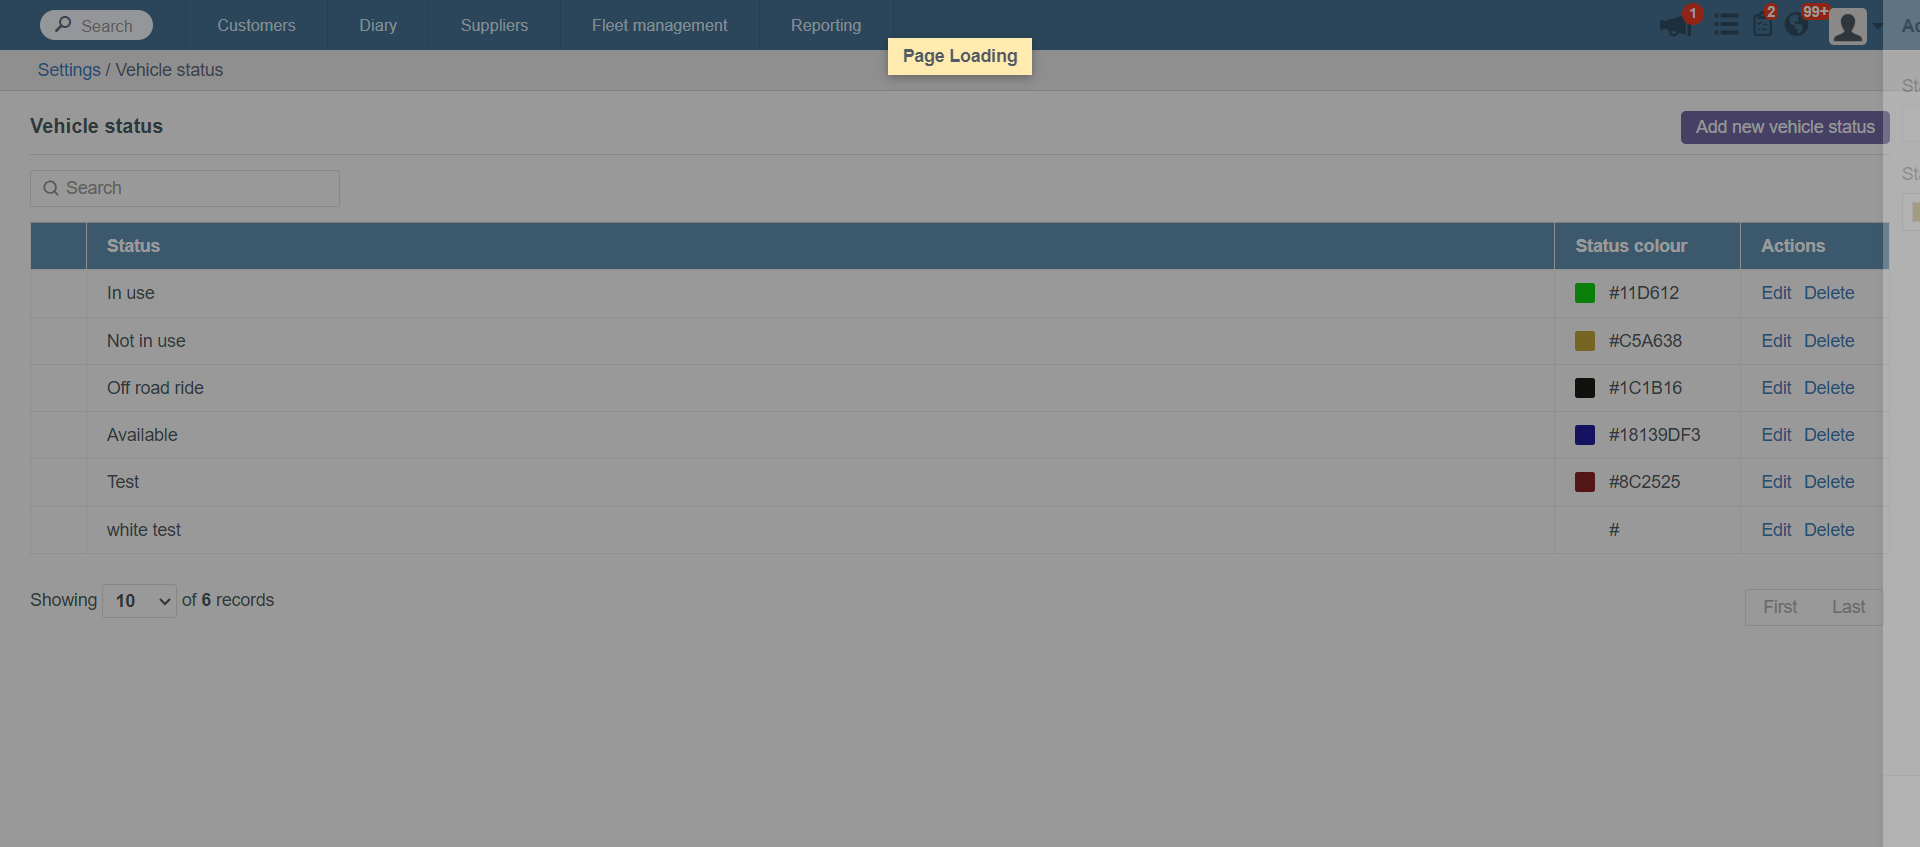 Search Customers Diary Suppliers Fleet management Reporting 1 2 99+
Page Loading
Settings / Vehicle status
Vehicle status Add new vehicle status
Search
Status Status colour Actions
In use #11D612 Edit Delete
Not in use #C5A638 Edit Delete
Off road ride #1C1B16 Edit Delete
Available #18139DF3 Edit Delete
Test #8C2525 Edit Delete
white test # Edit Delete
Showing 10 of 6 records First Last